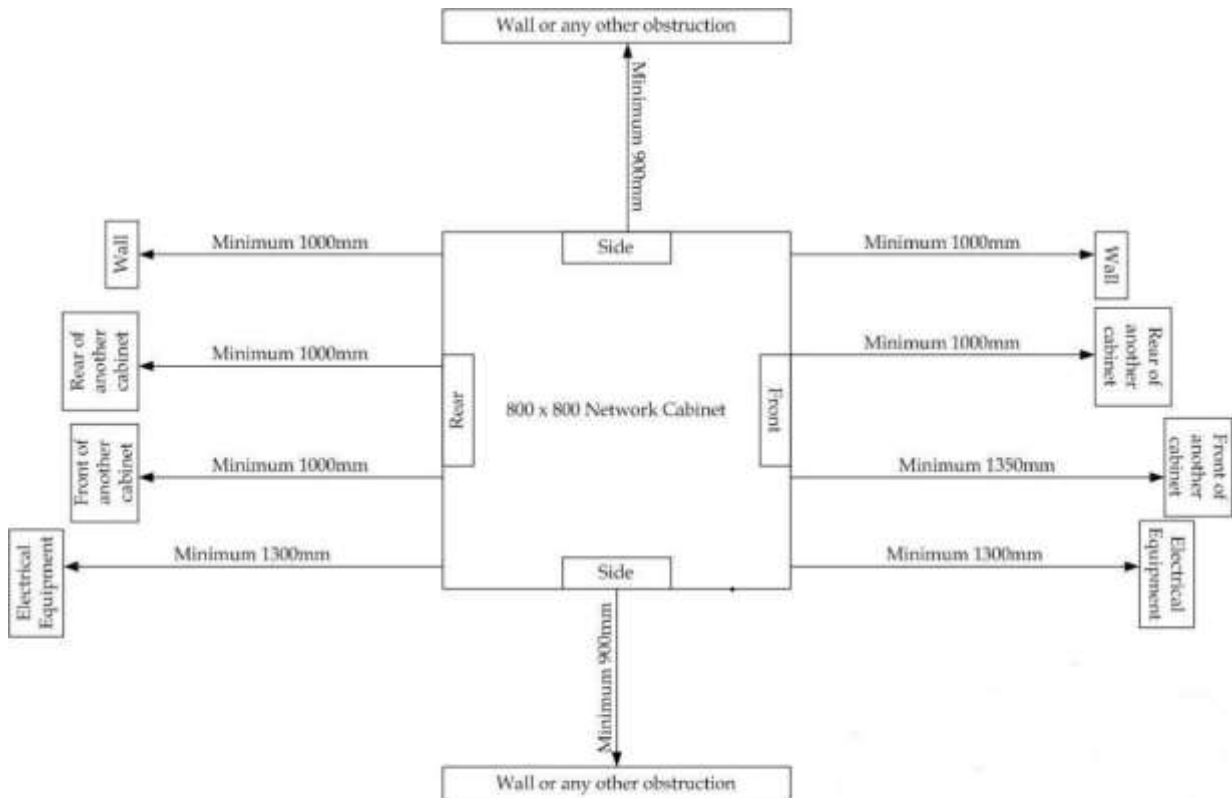 Wall or any other obstruction
Minimum 900mm
Side
Wall
Minimum 1000mm
Minimum 1000mm
Wall
Rear of
another
cabinet
Minimum 1000mm
Minimum 1000mm
Rear of
another
cabinet
Rear
800 x 800 Network Cabinet
Front
Front of
another
cabinet
Minimum 1000mm
Minimum 1350mm
Front of
another
cabinet
Electrical
Equipment
Minimum 1300mm
Minimum 1300mm
Electrical
Equipment
Side
Minimum 900mm
Wall or any other obstruction